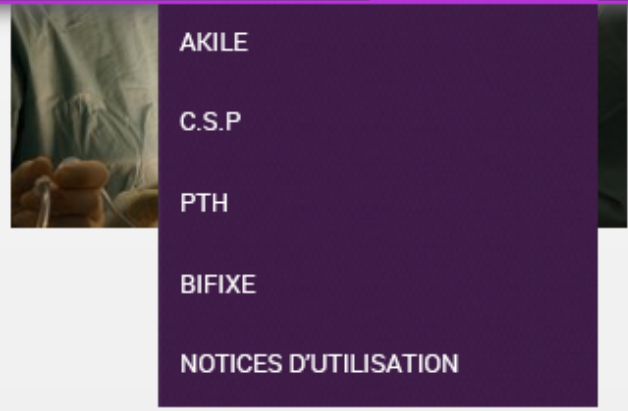 AKILE
C.S.P
PTH
BIFIXE
NOTICES D'UTILISATION